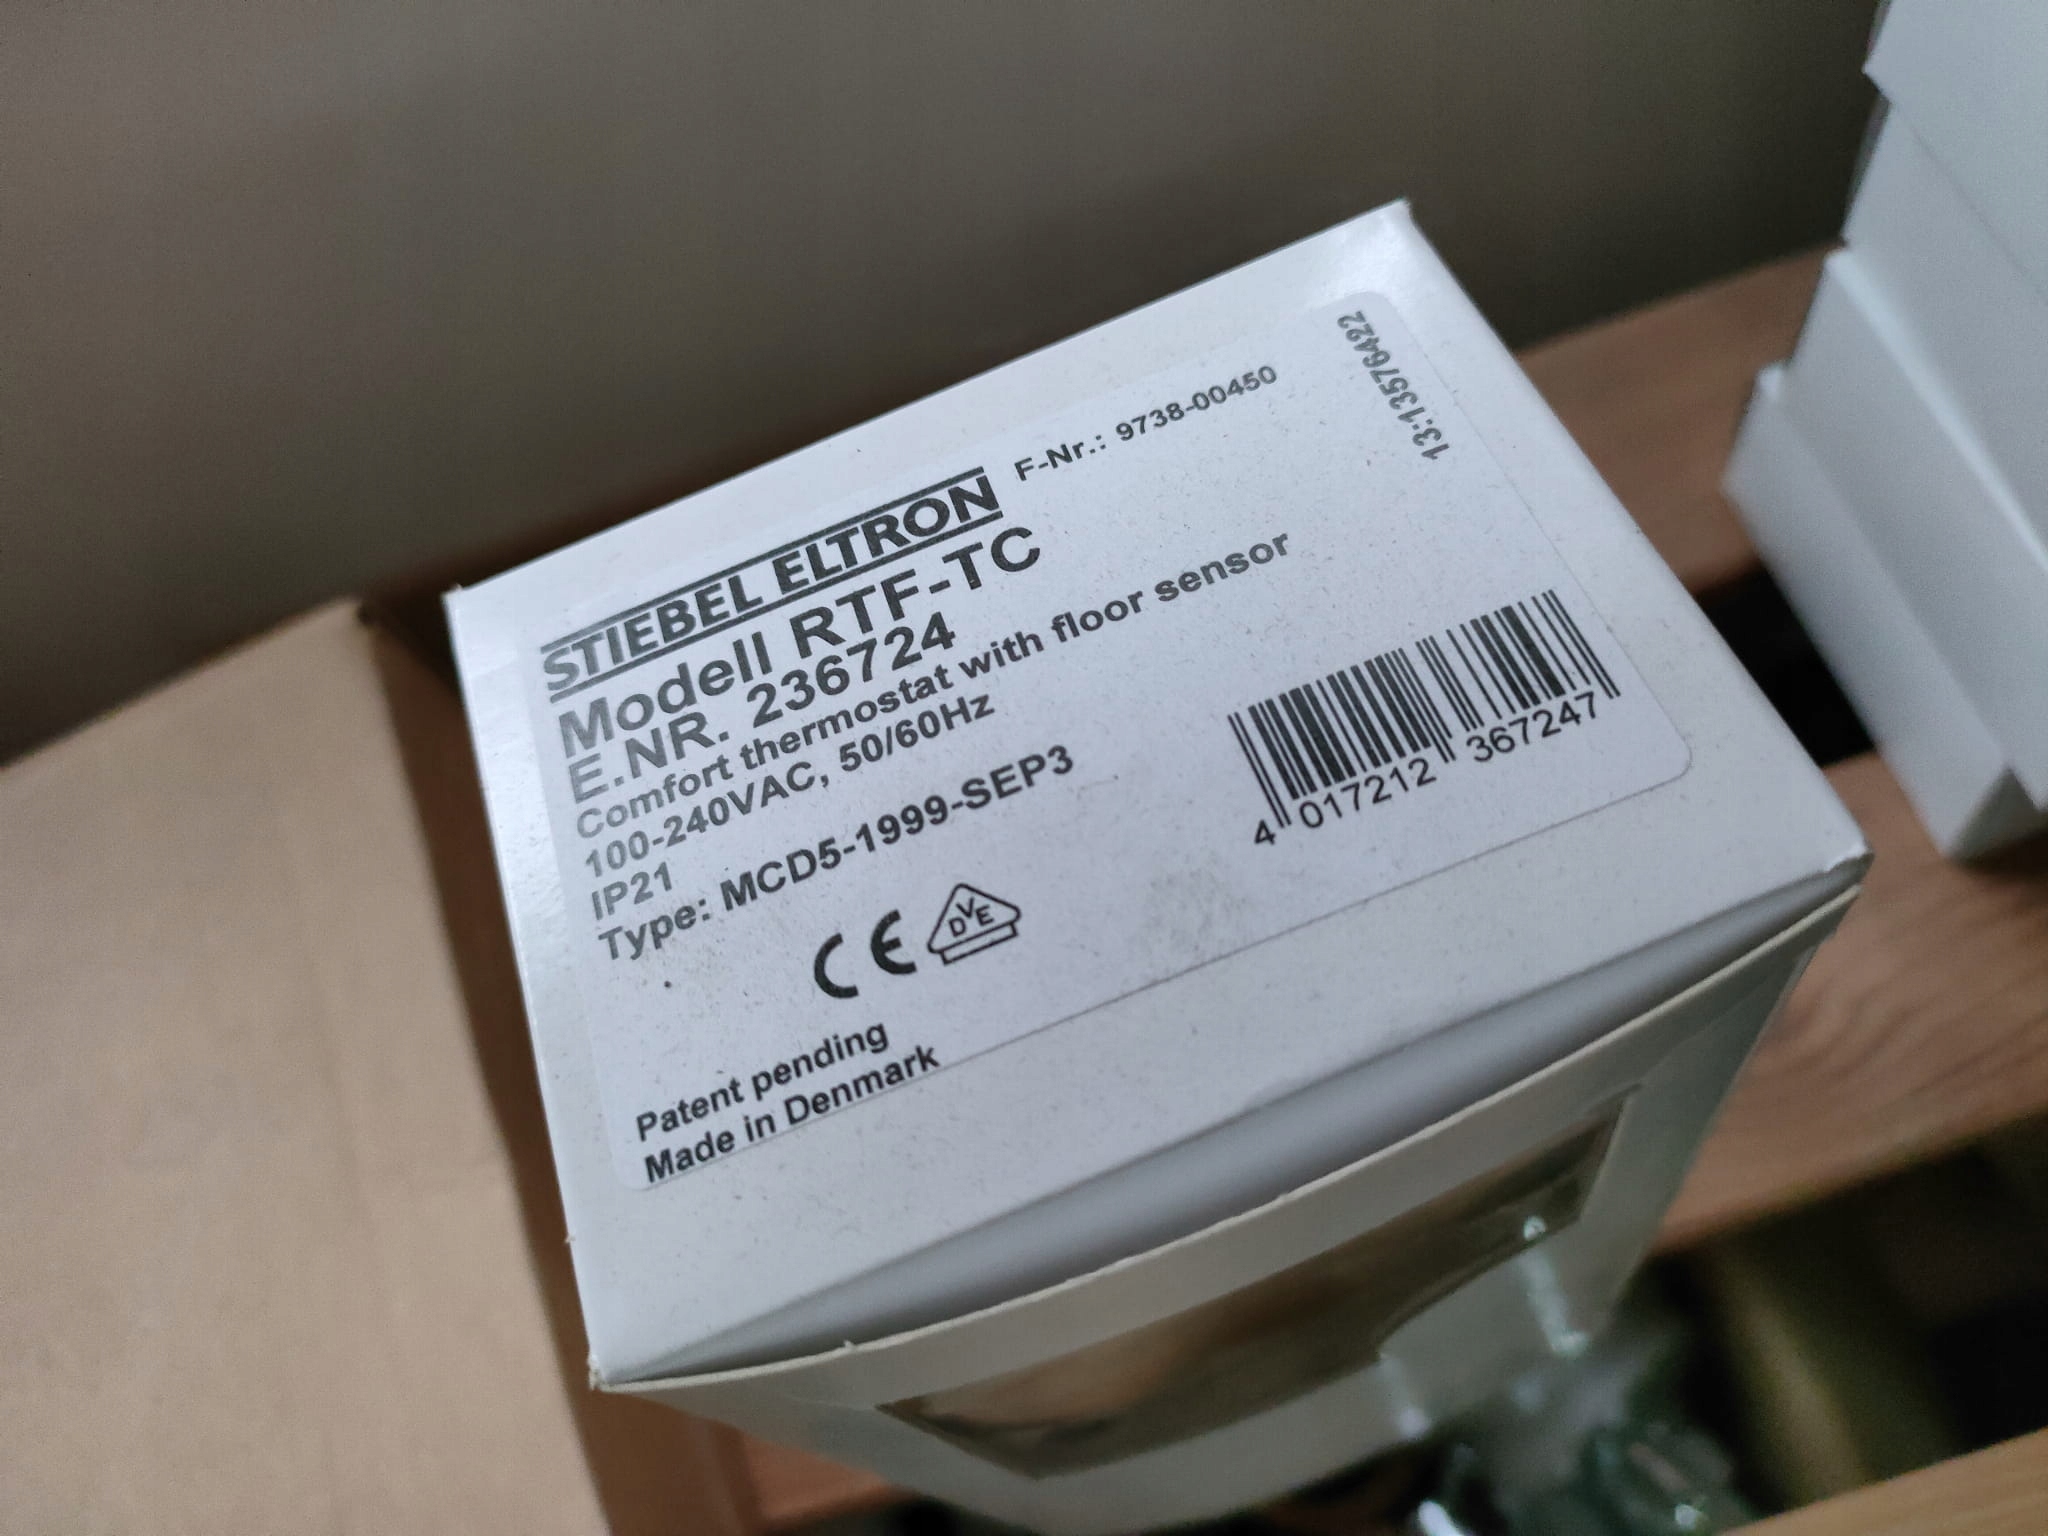 STIEBEL ELTRON F-Nr.: 9738-00450
13:13576422
Modell RTF-TC
E.NR. 236724
Comfort thermostat with floor sensor
100-240VAC, 50/60Hz
IP21
Type: MCD5-1999-SEP3
4 017212 367247
CE DVE
Patent pending
Made in Denmark